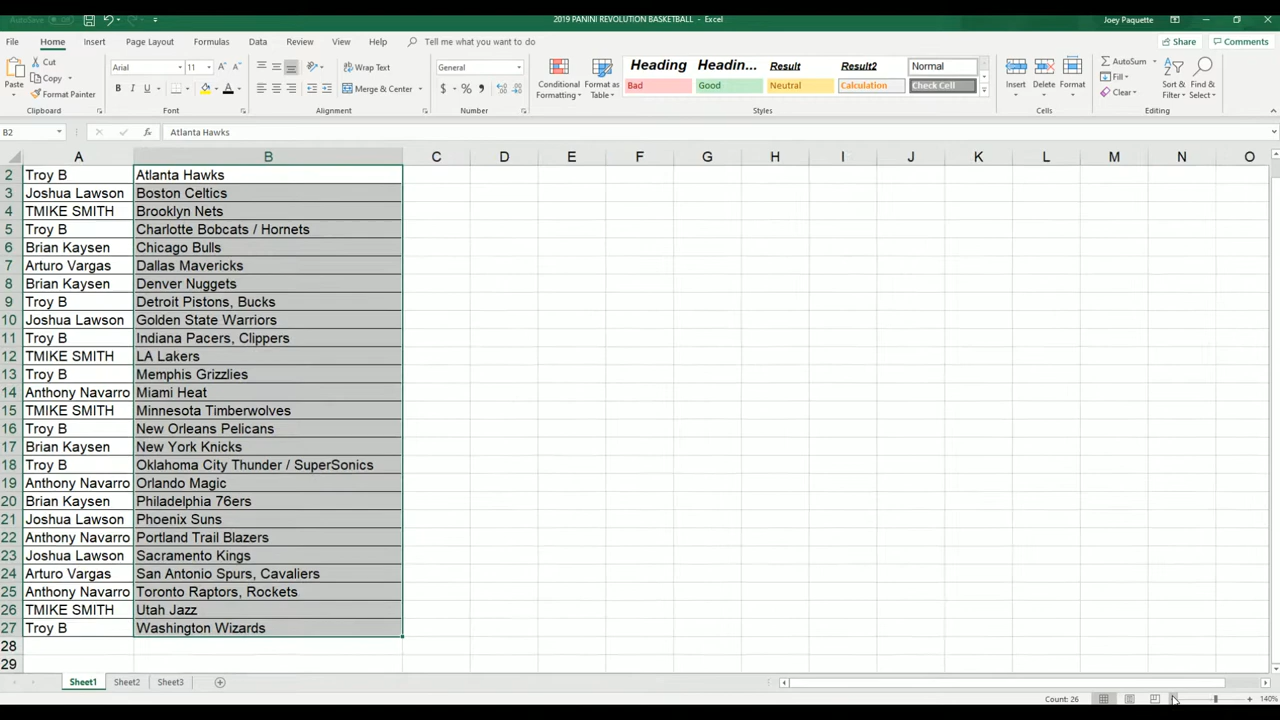 AutoSave
2019 PANINI REVOLUTION BASKETBALL - Excel
Joey Paquette
File Home Insert Page Layout Formulas Data Review View Help Tell me what you want to do
Share Comments
Paste
Cut
Copy
Format Painter
Clipboard
Arial 11
B I U
Font
Wrap Text
Merge & Center
Alignment
General
$ % ,
Number
Conditional Formatting
Format as Table
Heading Headin... Result Result2 Normal
Bad Good Neutral Calculation Check Cell
Styles
Insert Delete Format
Cells
AutoSum
Fill
Clear
Sort & Filter
Find & Select
Editing
B2 fx Atlanta Hawks
A B C D E F G H I J K L M N O
2 Troy B Atlanta Hawks
3 Joshua Lawson Boston Celtics
4 TMIKE SMITH Brooklyn Nets
5 Troy B Charlotte Bobcats / Hornets
6 Brian Kaysen Chicago Bulls
7 Arturo Vargas Dallas Mavericks
8 Brian Kaysen Denver Nuggets
9 Troy B Detroit Pistons, Bucks
10 Joshua Lawson Golden State Warriors
11 Troy B Indiana Pacers, Clippers
12 TMIKE SMITH LA Lakers
13 Troy B Memphis Grizzlies
14 Anthony Navarro Miami Heat
15 TMIKE SMITH Minnesota Timberwolves
16 Troy B New Orleans Pelicans
17 Brian Kaysen New York Knicks
18 Troy B Oklahoma City Thunder / SuperSonics
19 Anthony Navarro Orlando Magic
20 Brian Kaysen Philadelphia 76ers
21 Joshua Lawson Phoenix Suns
22 Anthony Navarro Portland Trail Blazers
23 Joshua Lawson Sacramento Kings
24 Arturo Vargas San Antonio Spurs, Cavaliers
25 Anthony Navarro Toronto Raptors, Rockets
26 TMIKE SMITH Utah Jazz
27 Troy B Washington Wizards
28
29
Sheet1 Sheet2 Sheet3
Count: 26 140%